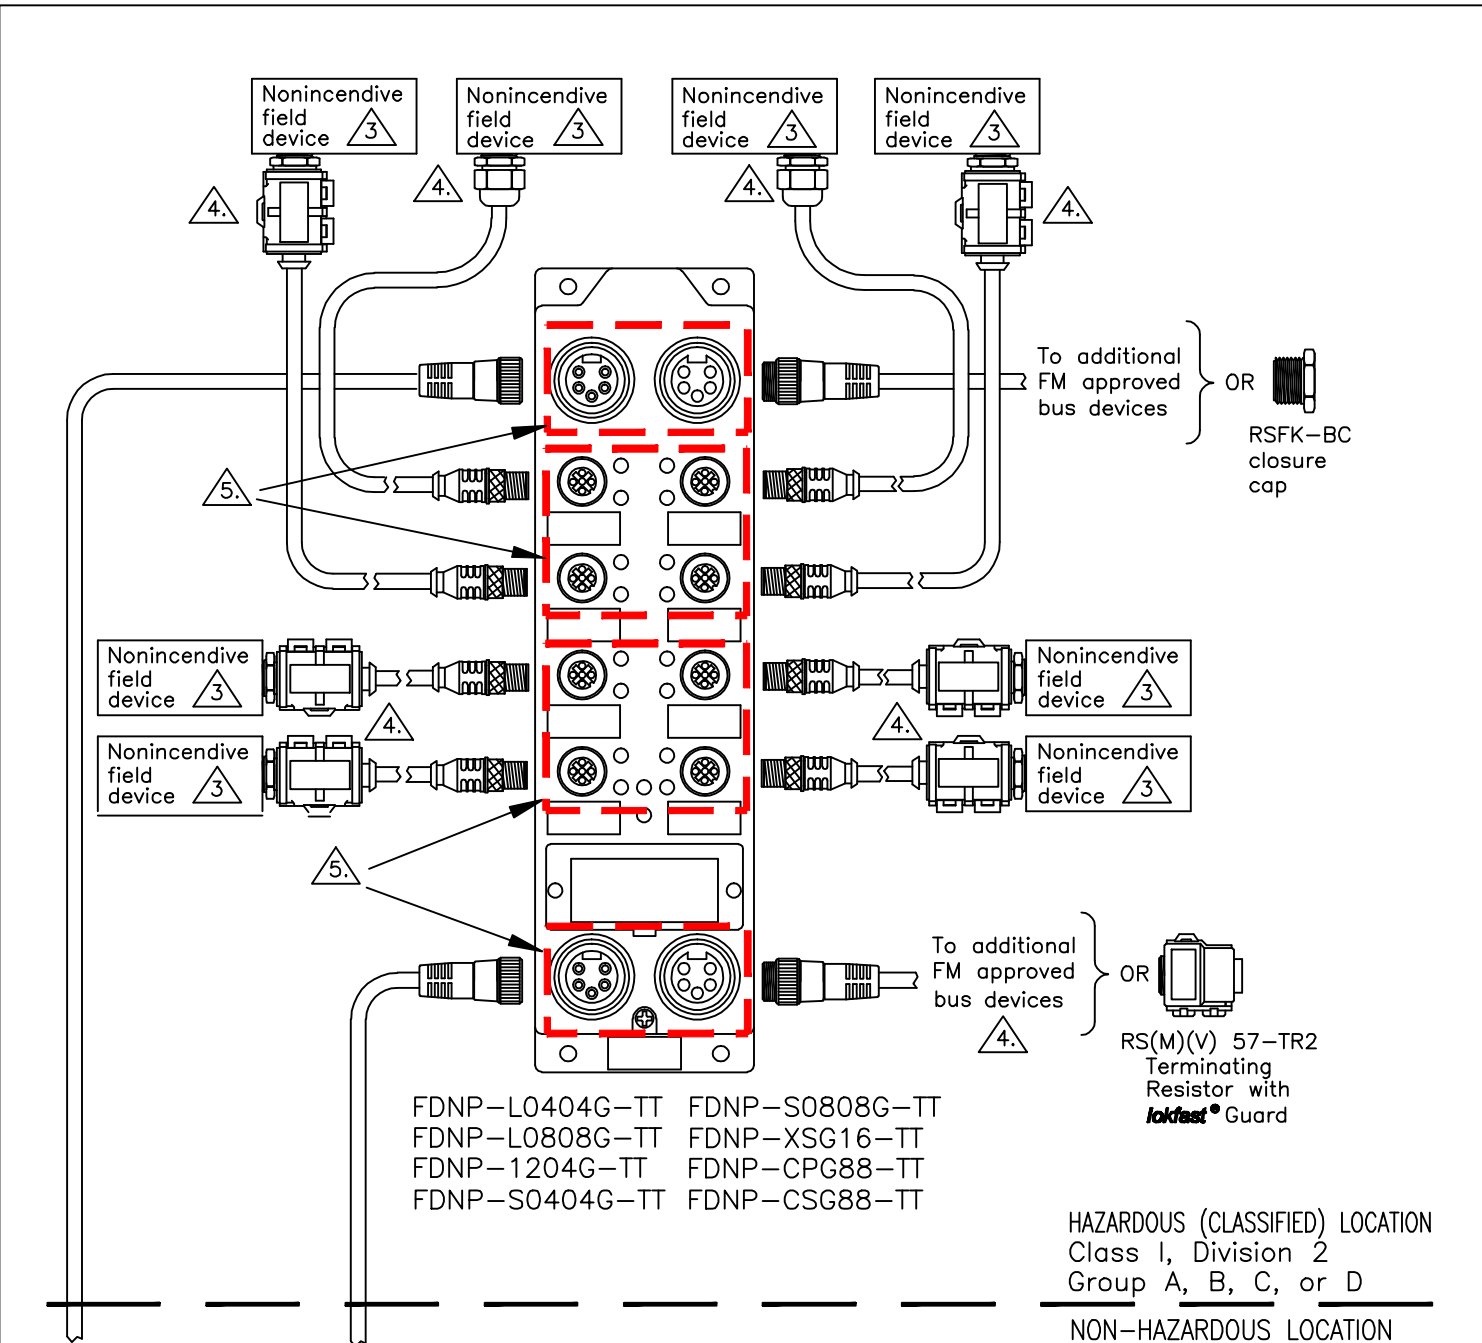 Nonincendive
field
device 3
Nonincendive
field
device 3
Nonincendive
field
device 3
Nonincendive
field
device 3
4.
4.
4.
4.
To additional
FM approved
bus devices
OR
RSFK-BC
closure
cap
5.
Nonincendive
field
device 3
4.
Nonincendive
field
device 3
4.
Nonincendive
field
device 3
Nonincendive
field
device 3
5.
To additional
FM approved
bus devices
4.
OR
RS(M)(V) 57-TR2
Terminating
Resistor with
lokfast® Guard
FDNP-L0404G-TT FDNP-S0808G-TT
FDNP-L0808G-TT FDNP-XSG16-TT
FDNP-1204G-TT FDNP-CPG88-TT
FDNP-S0404G-TT FDNP-CSG88-TT
HAZARDOUS (CLASSIFIED) LOCATION
Class I, Division 2
Group A, B, C, or D
NON-HAZARDOUS LOCATION